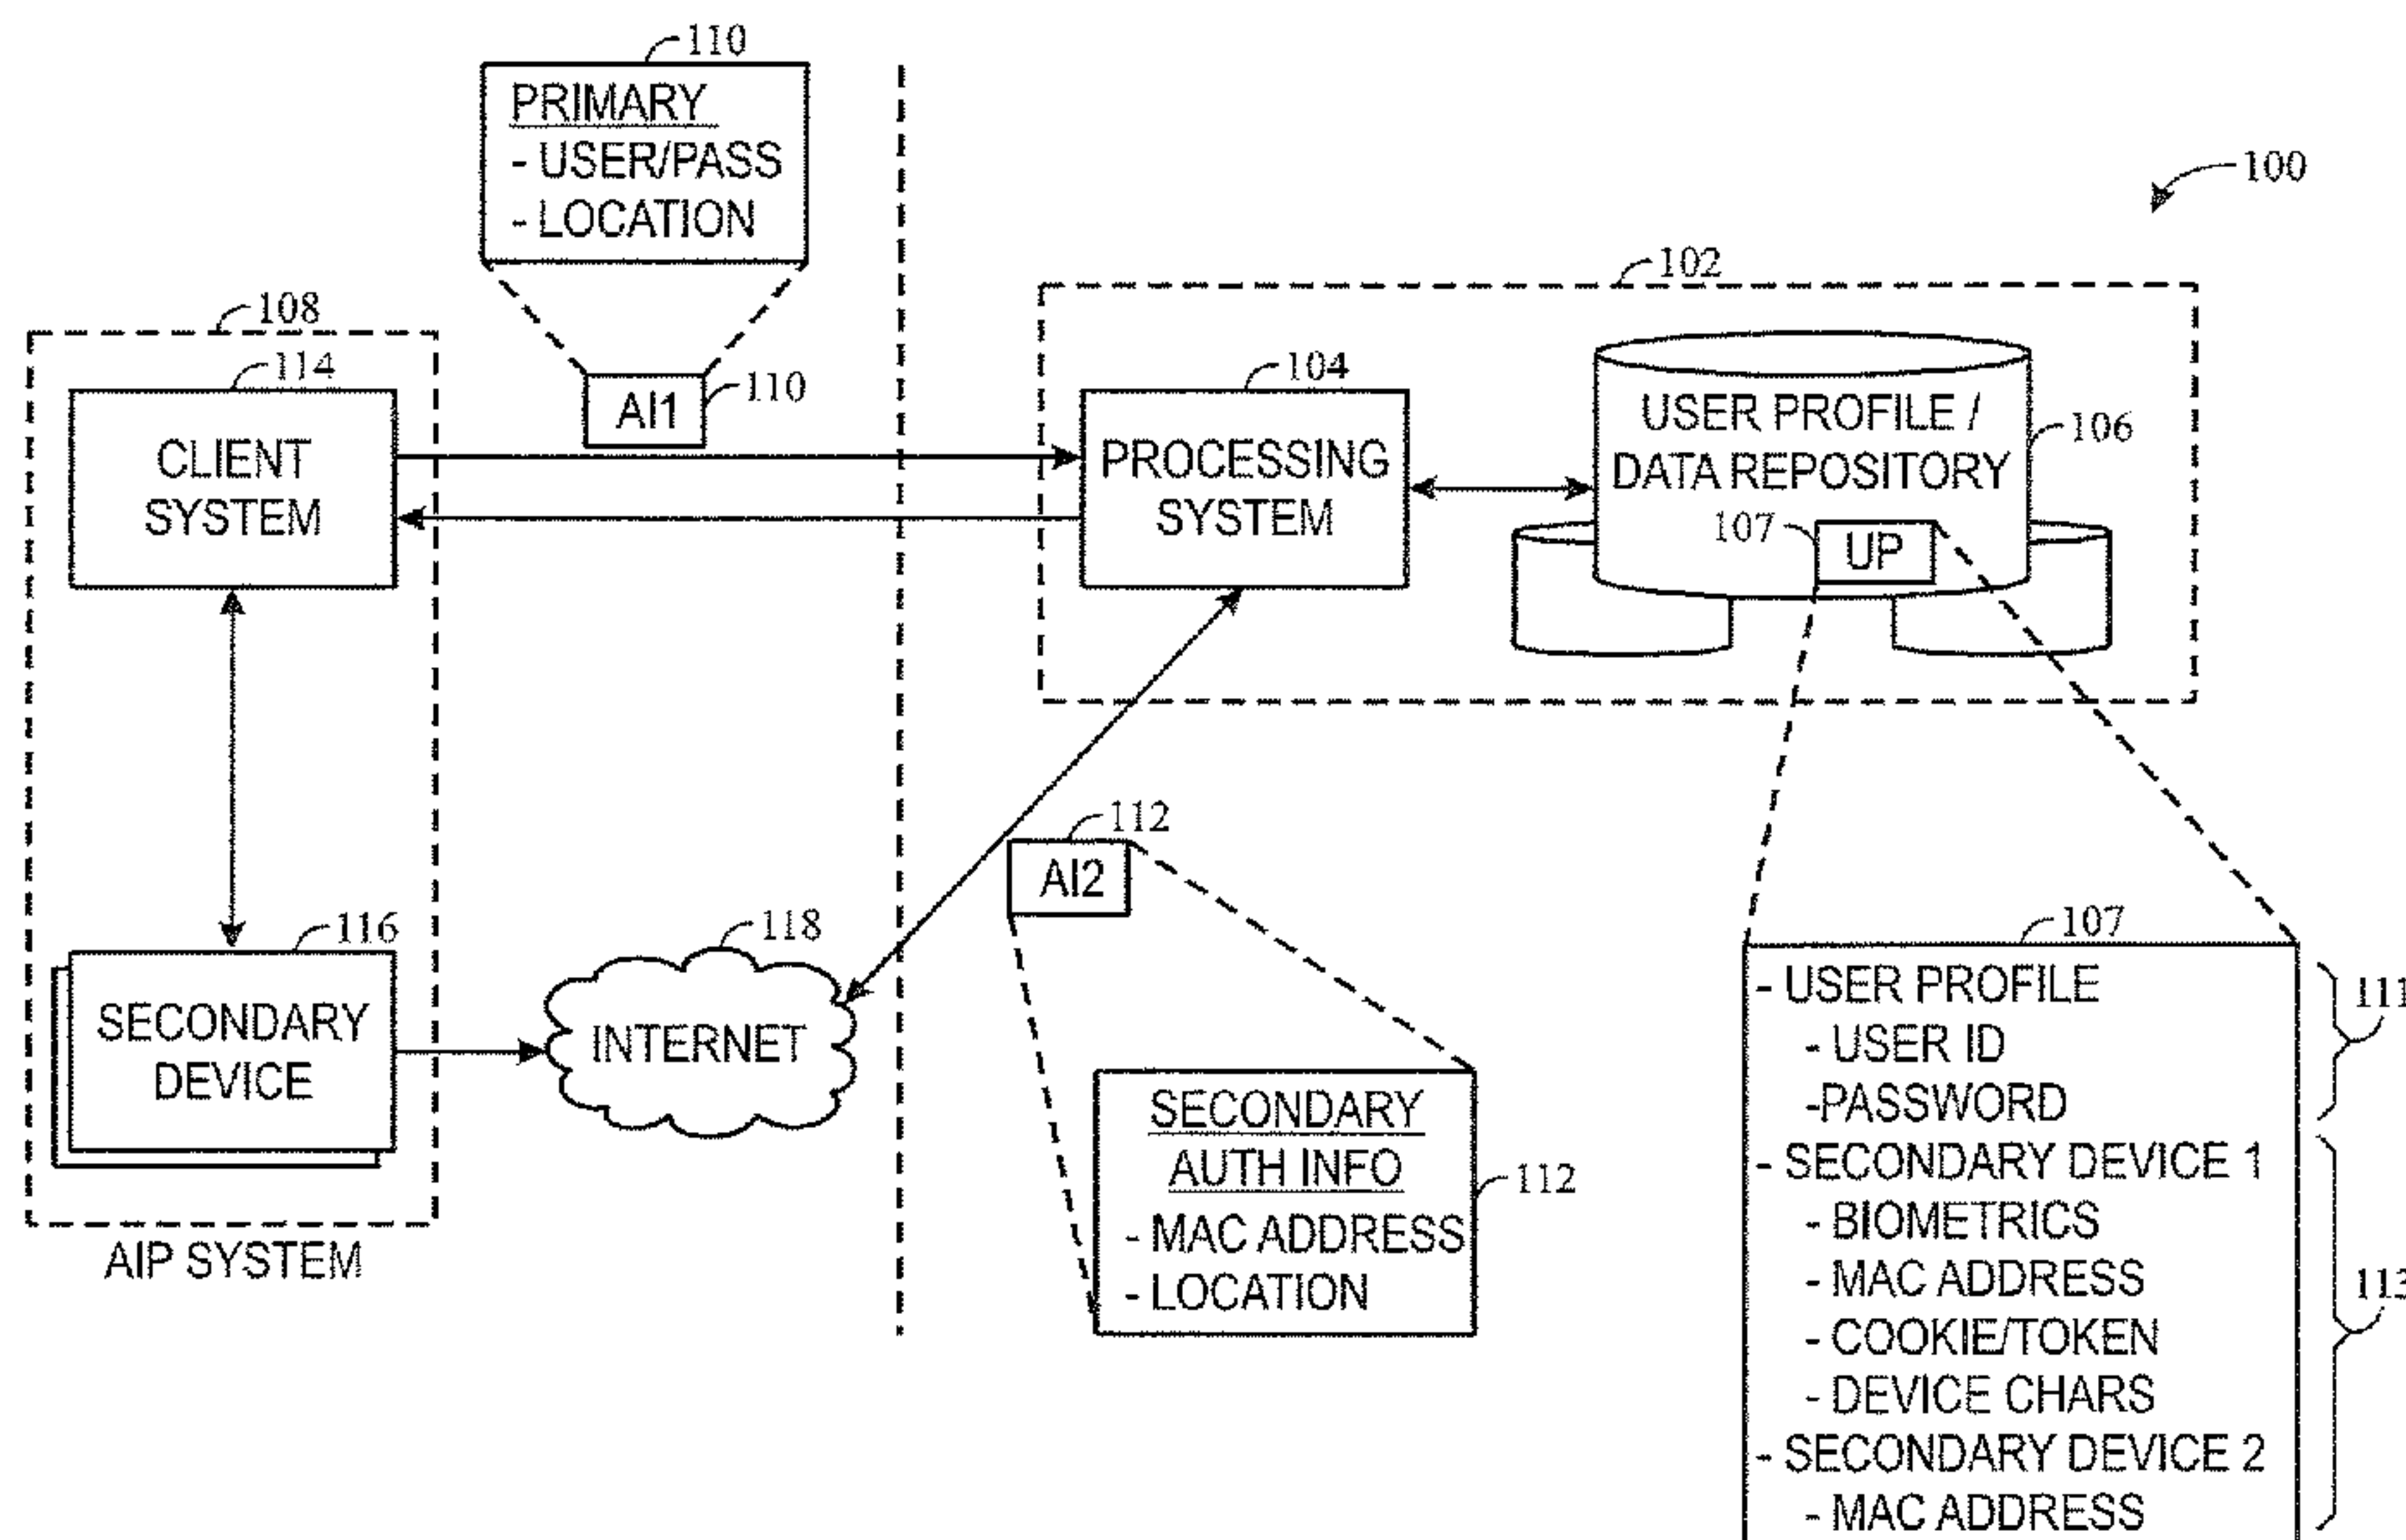 110
PRIMARY
- USER/PASS
- LOCATION
100
102
108
114
CLIENT
SYSTEM
AI1
110
104
PROCESSING
SYSTEM
USER PROFILE /
DATA REPOSITORY
106
107
UP
112
AI2
116
SECONDARY
DEVICE
118
INTERNET
AIP SYSTEM
SECONDARY
AUTH INFO
- MAC ADDRESS
- LOCATION
112
107
- USER PROFILE
- USER ID
-PASSWORD
111
- SECONDARY DEVICE 1
- BIOMETRICS
- MAC ADDRESS
- COOKIE/TOKEN
- DEVICE CHARS
- SECONDARY DEVICE 2
- MAC ADDRESS
113